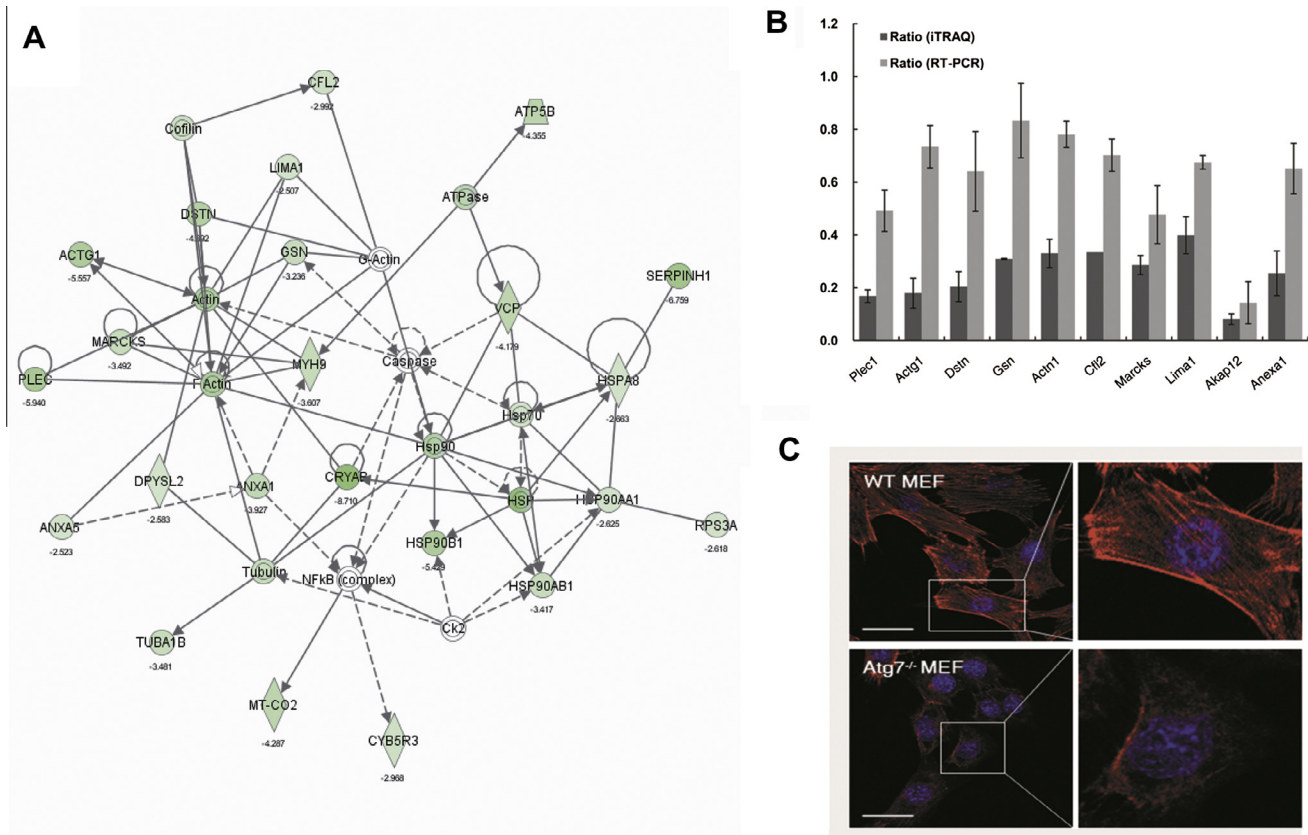 A
CFL2
-2.992
ATP5B
-4.355
Cofilin
LIMA1
-2.507
ATPase
DSTN
ACTG1
-5.557
GSN
-3.236
G-Actin
SERPINH1
-6.759
Actin
VCP
-4.179
MARCKS
-3.492
MYH9
-3.607
Caspase
PLEC
-5.940
F Actin
HSPA8
-2.663
Hsp70
Hsp90
DPYSL2
-2.583
ANXA1
-3.927
CRYAB
-8.710
HSP
HSP90AA1
-2.625
ANXA5
-2.523
RPS3A
-2.618
HSP90B1
-5.429
Tubulin
NFkB (complex)
HSP90AB1
-3.417
Ck2
TUBA1B
-3.481
MT-CO2
-4.287
CYB5R3
-2.968
B
1.2
1.0
0.8
0.6
0.4
0.2
0.0
Ratio (iTRAQ)
Ratio (RT-PCR)
Plec1
Actg1
Dstn
Gsn
Actn1
Cfl2
Marcks
Lima1
Akap12
Anexa1
C
WT MEF
Atg7-/- MEF